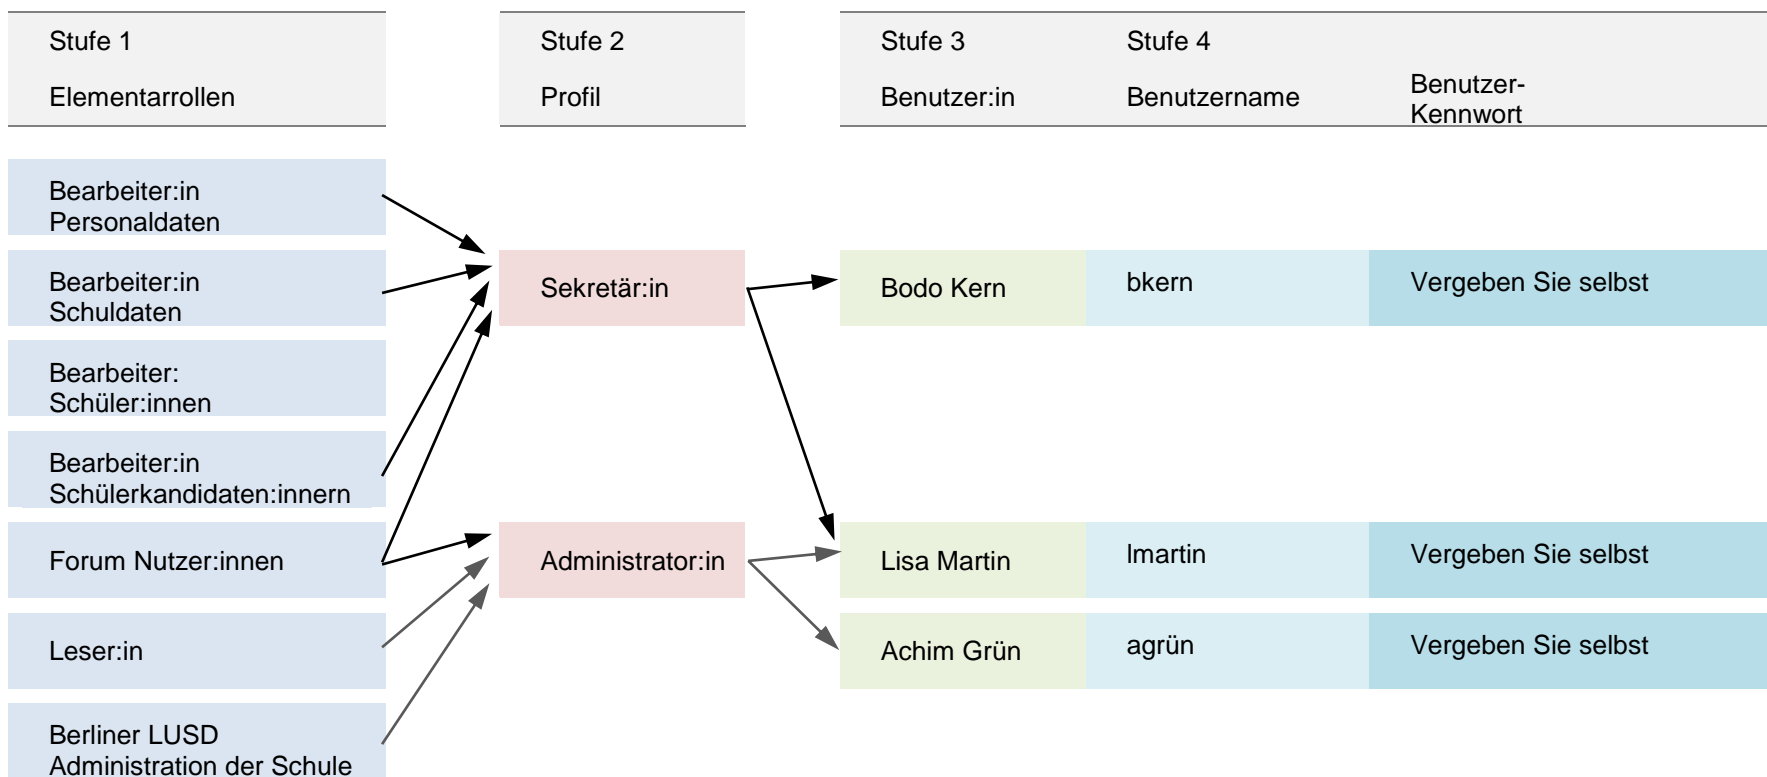 Stufe 1
Elementarrollen
Stufe 2
Profil
Stufe 3
Benutzer:in
Stufe 4
Benutzername
Benutzer-
Kennwort
Bearbeiter:in
Personaldaten
Bearbeiter:in
Schuldaten
Bearbeiter:
Schüler:innen
Bearbeiter:in
Schülerkandidaten:innern
Forum Nutzer:innen
Leser:in
Berliner LUSD
Administration der Schule
Sekretär:in
Administrator:in
Bodo Kern
bkern
Vergeben Sie selbst
Lisa Martin
lmartin
Vergeben Sie selbst
Achim Grün
agrün
Vergeben Sie selbst